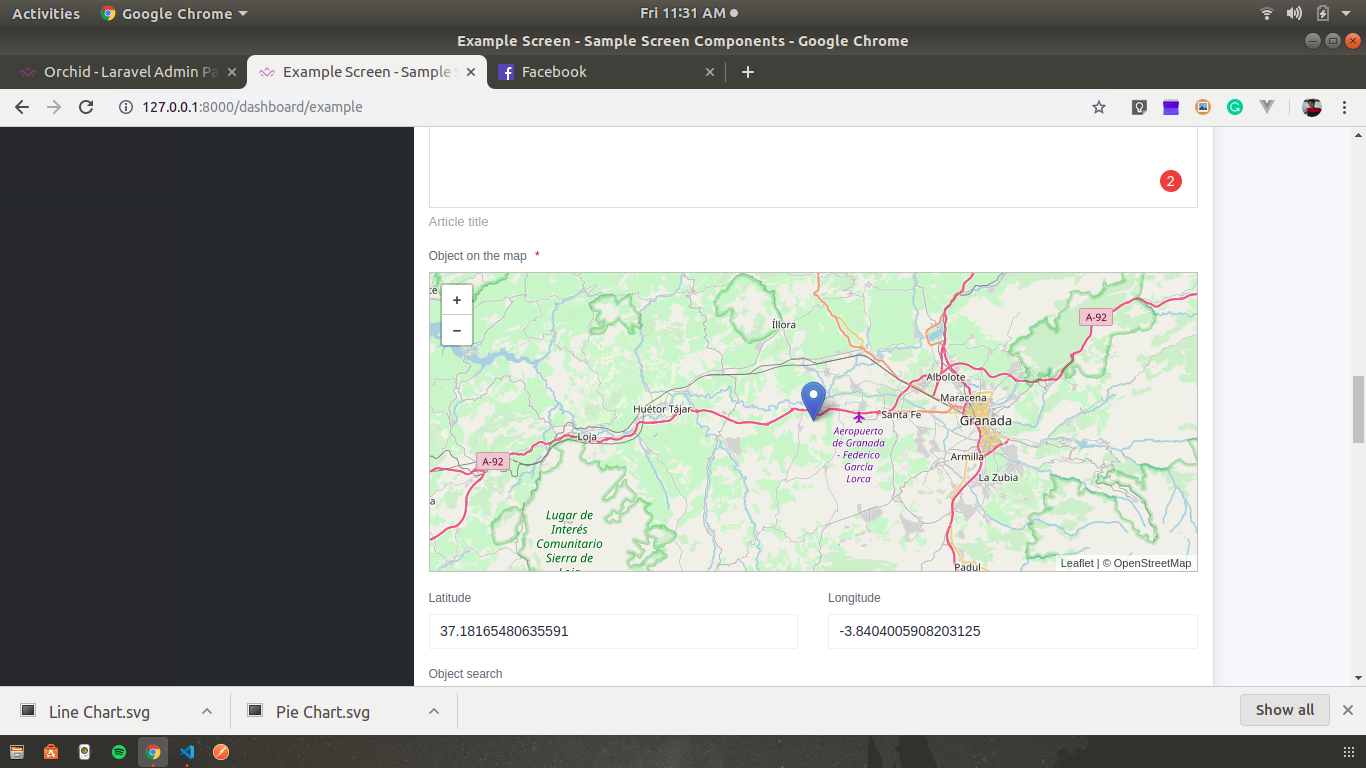 Activities Google Chrome Fri 11:31 AM
Example Screen - Sample Screen Components - Google Chrome
Orchid - Laravel Admin Pa Example Screen - Sample S Facebook
127.0.0.1:8000/dashboard/example
2
Article title
Object on the map *
+
−
te
Íllora
A-92
Albolote
Maracena
Huétor Tájar
Santa Fe
Granada
Loja
Aeropuerto
de Granada
- Federico
García
Lorca
Armilla
A-92
La Zubia
a
Lugar de
Interés
Comunitario
Sierra de
Loja
Padul
Leaflet | © OpenStreetMap
Latitude Longitude
37.18165480635591 -3.8404005908203125
Object search
Line Chart.svg Pie Chart.svg Show all